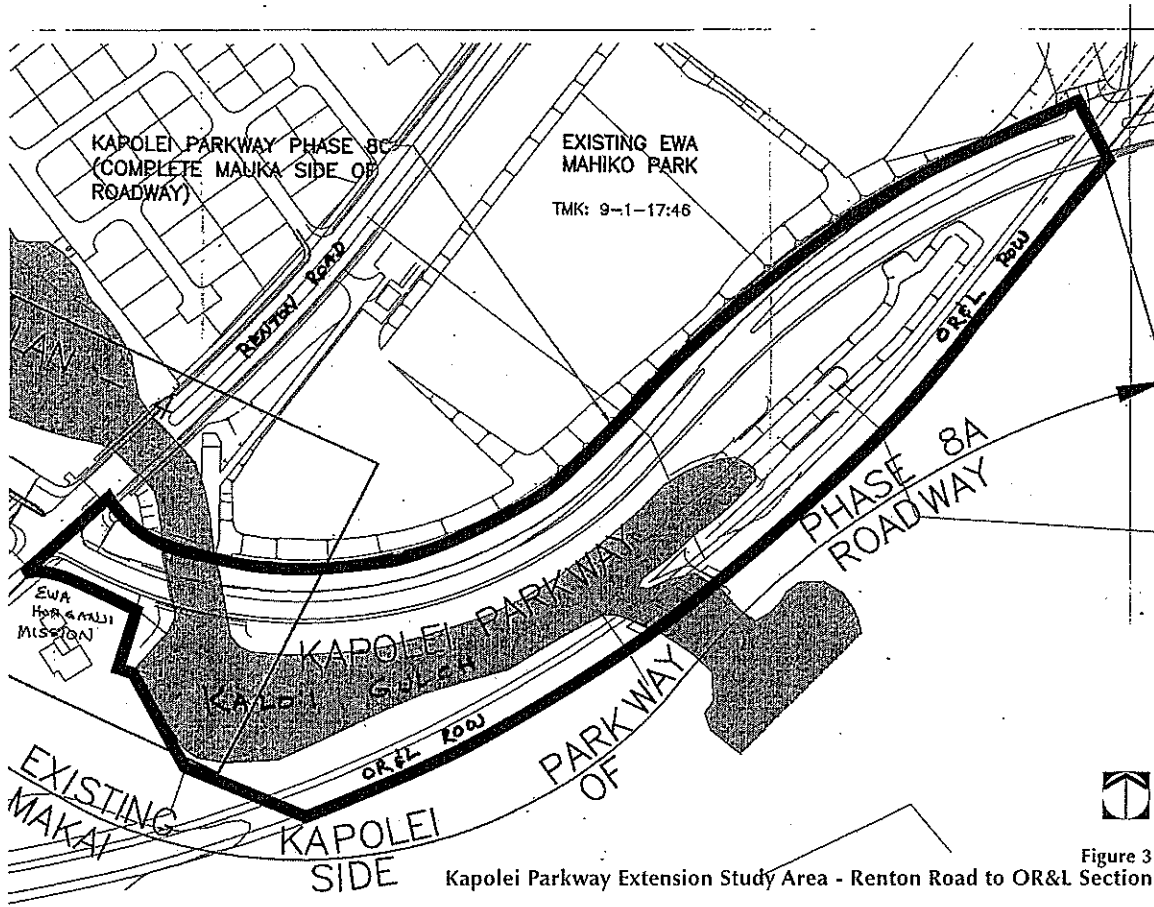 KAPOLEI PARKWAY PHASE 8C
(COMPLETE MAUKA SIDE OF
ROADWAY)
EXISTING EWA
MAHIKO PARK
TMK: 9-1-17:46
RENTON ROAD
LAN
OR&L ROW
PHASE 8A
ROADWAY
EWA
HONGANJI
MISSION
KAPOLEI PARKWAY
KALOI GULCH
OR&L ROW
EXISTING
MAKAI
KAPOLEI
SIDE
PARKWAY
OF
Figure 3
Kapolei Parkway Extension Study Area - Renton Road to OR&L Section